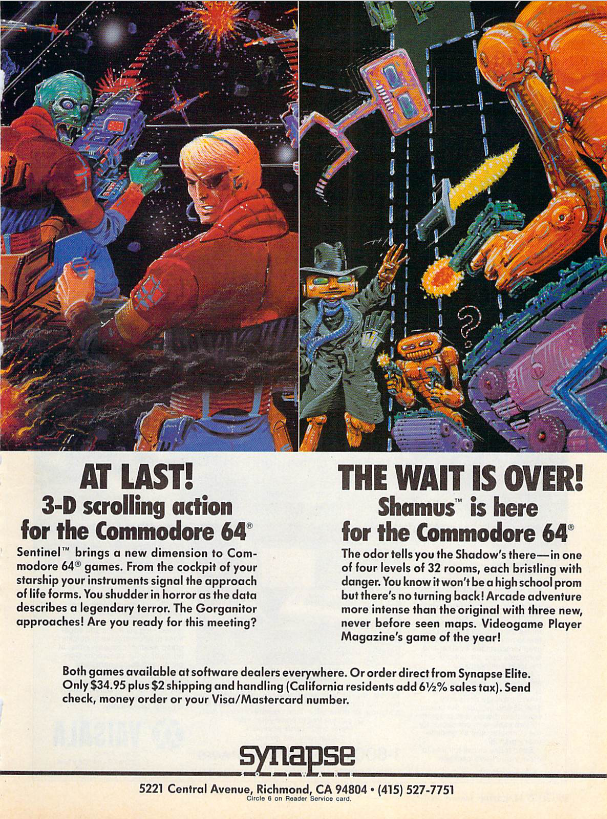 AT LAST!
3-D scrolling action
for the Commodore 64®
Sentinel™ brings a new dimension to Com-
modore 64® games. From the cockpit of your
starship your instruments signal the approach
of life forms. You shudder in horror as the data
describes a legendary terror. The Gorganitor
approaches! Are you ready for this meeting?
THE WAIT IS OVER!
Shamus™ is here
for the Commodore 64®
The odor tells you the Shadow's there—in one
of four levels of 32 rooms, each bristling with
danger. You know it won't be a high school prom
but there's no turning back! Arcade adventure
more intense than the original with three new,
never before seen maps. Videogame Player
Magazine's game of the year!
Both games available at software dealers everywhere. Or order direct from Synapse Elite.
Only $34.95 plus $2 shipping and handling (California residents add 6½% sales tax). Send
check, money order or your Visa/Mastercard number.
synapse
SOFTWARE
5221 Central Avenue, Richmond, CA 94804 • (415) 527-7751
Circle 6 on Reader Service card.